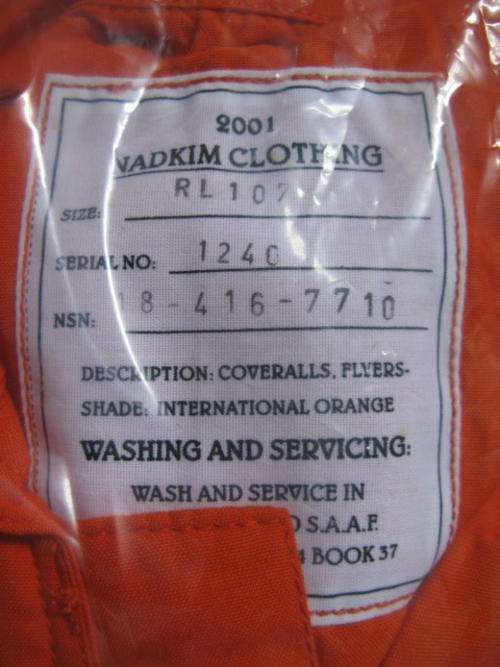 2001
NADKIM CLOTHING
SIZE: RL 107
SERIAL NO: 1240
NSN: 18-416-7710
DESCRIPTION: COVERALLS, FLYERS-
SHADE: INTERNATIONAL ORANGE
WASHING AND SERVICING:
WASH AND SERVICE IN
S.A.A.F.
BOOK 37